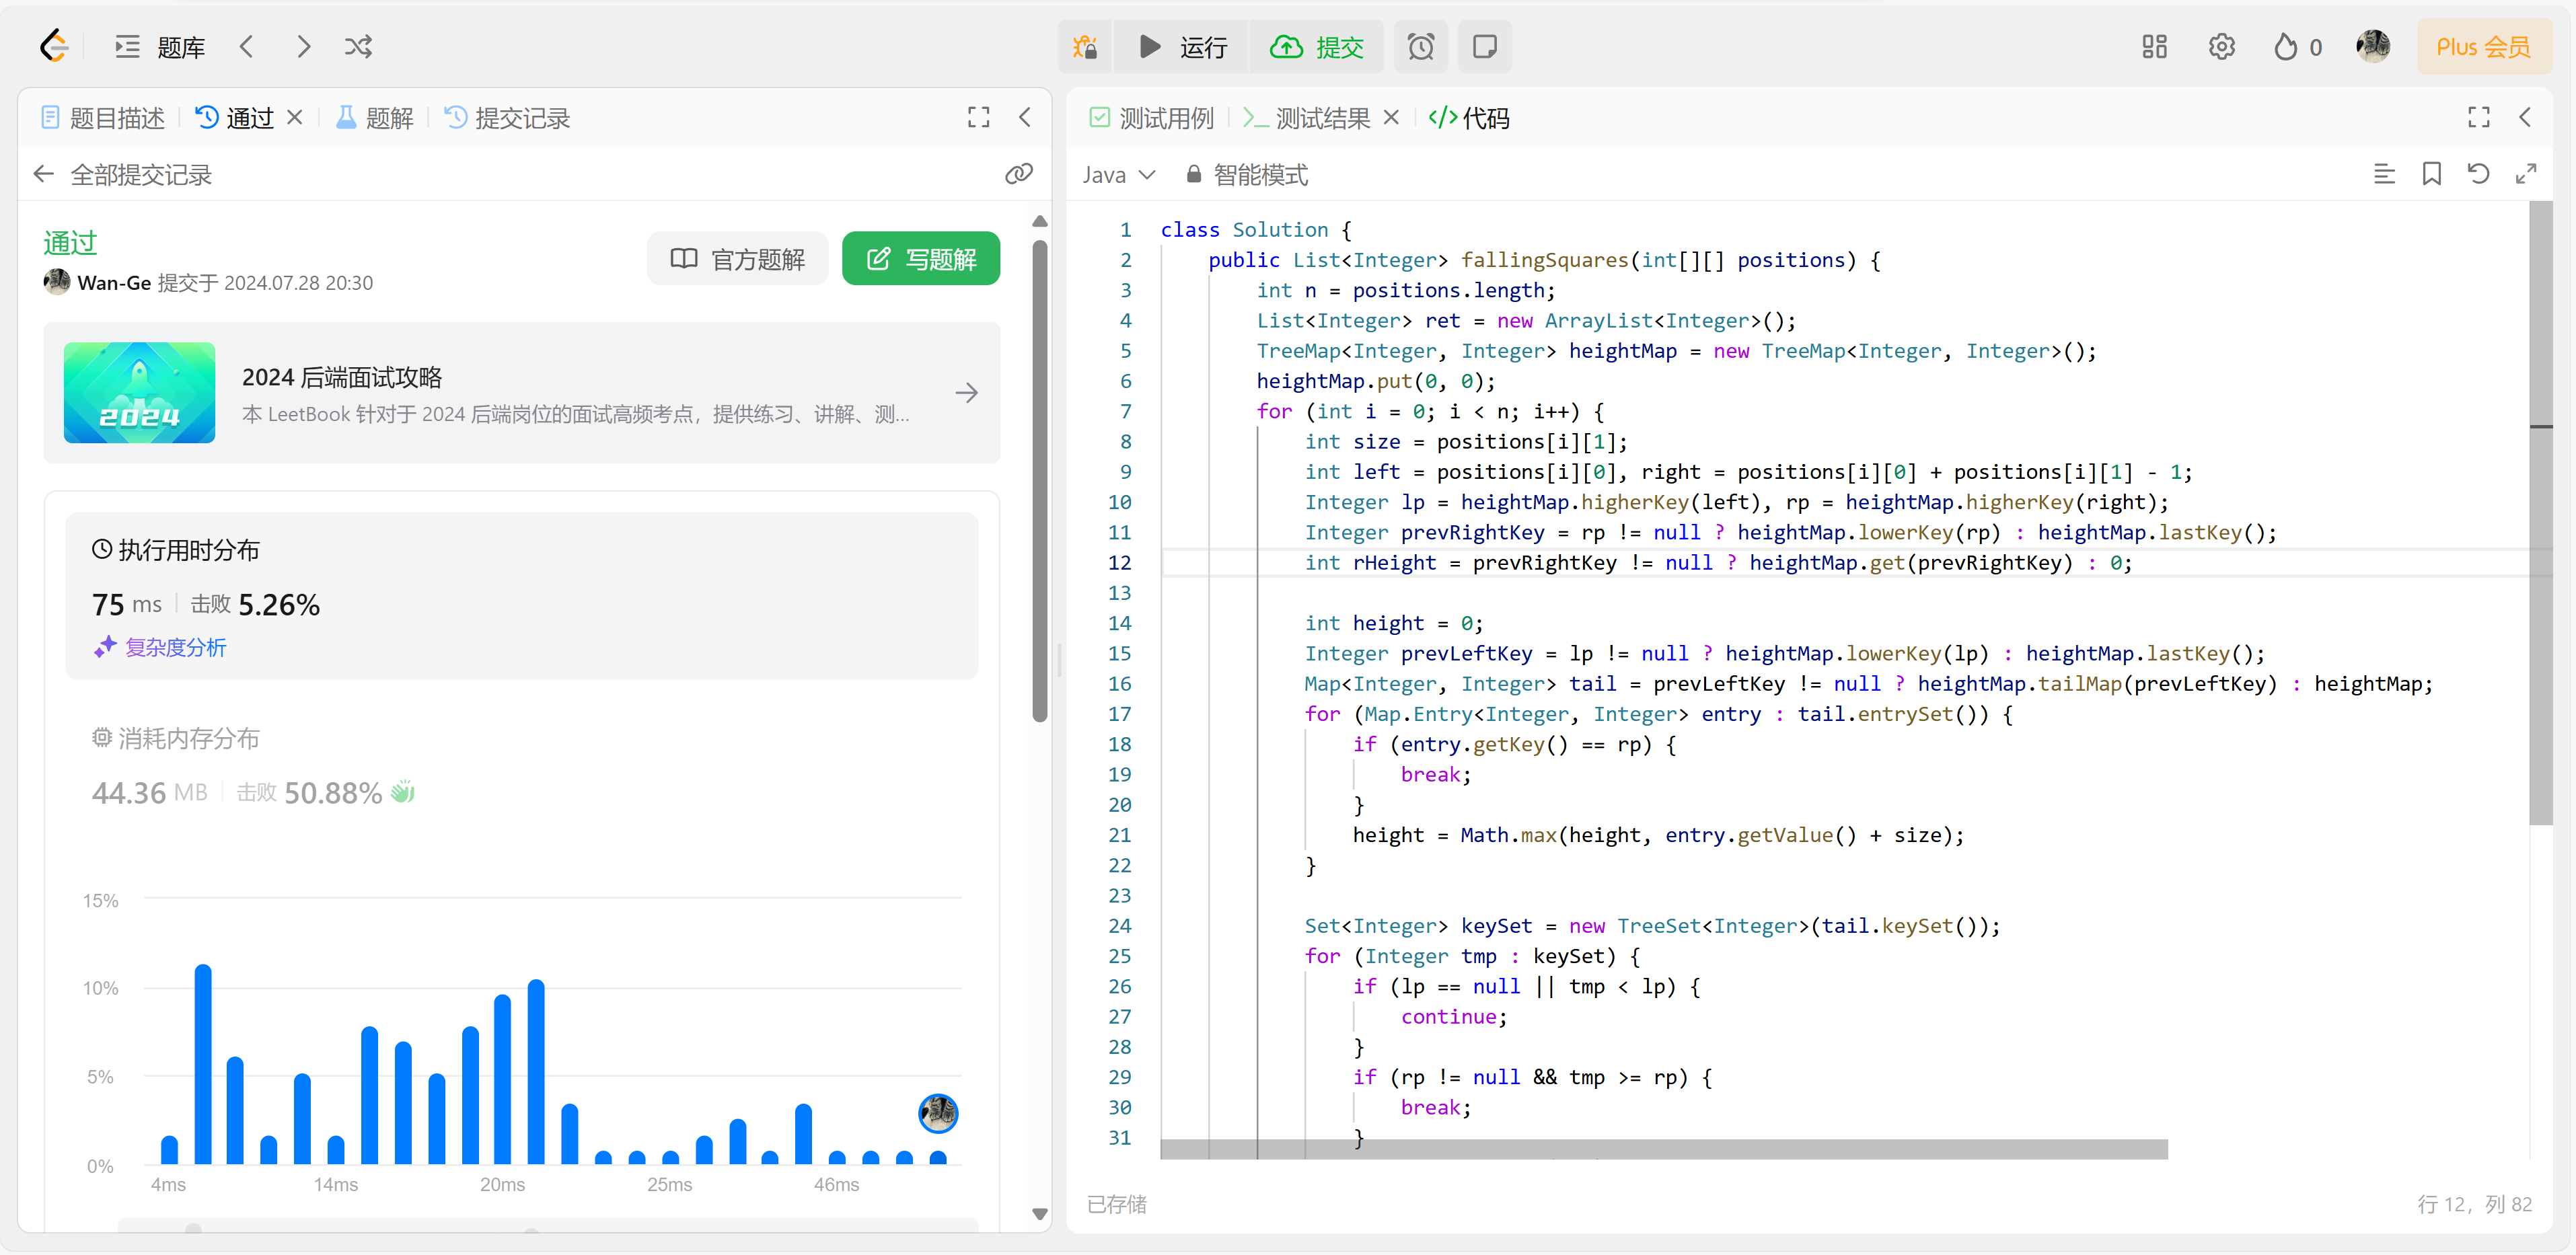 题库
运行
提交
0
Plus 会员
题目描述
通过
题解
提交记录
全部提交记录
通过
Wan-Ge 提交于 2024.07.28 20:30
官方题解
写题解
2024
2024 后端面试攻略
本 LeetBook 针对于 2024 后端岗位的面试高频考点，提供练习、讲解、测...
执行用时分布
75 ms 击败 5.26%
复杂度分析
消耗内存分布
44.36 MB 击败 50.88%
15%
10%
5%
0%
4ms 14ms 20ms 25ms 46ms
测试用例
测试结果
</> 代码
Java
智能模式
1 class Solution {
2 public List<Integer> fallingSquares(int[][] positions) {
3 int n = positions.length;
4 List<Integer> ret = new ArrayList<Integer>();
5 TreeMap<Integer, Integer> heightMap = new TreeMap<Integer, Integer>();
6 heightMap.put(0, 0);
7 for (int i = 0; i < n; i++) {
8 int size = positions[i][1];
9 int left = positions[i][0], right = positions[i][0] + positions[i][1] - 1;
10 Integer lp = heightMap.higherKey(left), rp = heightMap.higherKey(right);
11 Integer prevRightKey = rp != null ? heightMap.lowerKey(rp) : heightMap.lastKey();
12 int rHeight = prevRightKey != null ? heightMap.get(prevRightKey) : 0;
13
14 int height = 0;
15 Integer prevLeftKey = lp != null ? heightMap.lowerKey(lp) : heightMap.lastKey();
16 Map<Integer, Integer> tail = prevLeftKey != null ? heightMap.tailMap(prevLeftKey) : heightMap;
17 for (Map.Entry<Integer, Integer> entry : tail.entrySet()) {
18 if (entry.getKey() == rp) {
19 break;
20 }
21 height = Math.max(height, entry.getValue() + size);
22 }
23
24 Set<Integer> keySet = new TreeSet<Integer>(tail.keySet());
25 for (Integer tmp : keySet) {
26 if (lp == null || tmp < lp) {
27 continue;
28 }
29 if (rp != null && tmp >= rp) {
30 break;
31 }
已存储
行 12，列 82